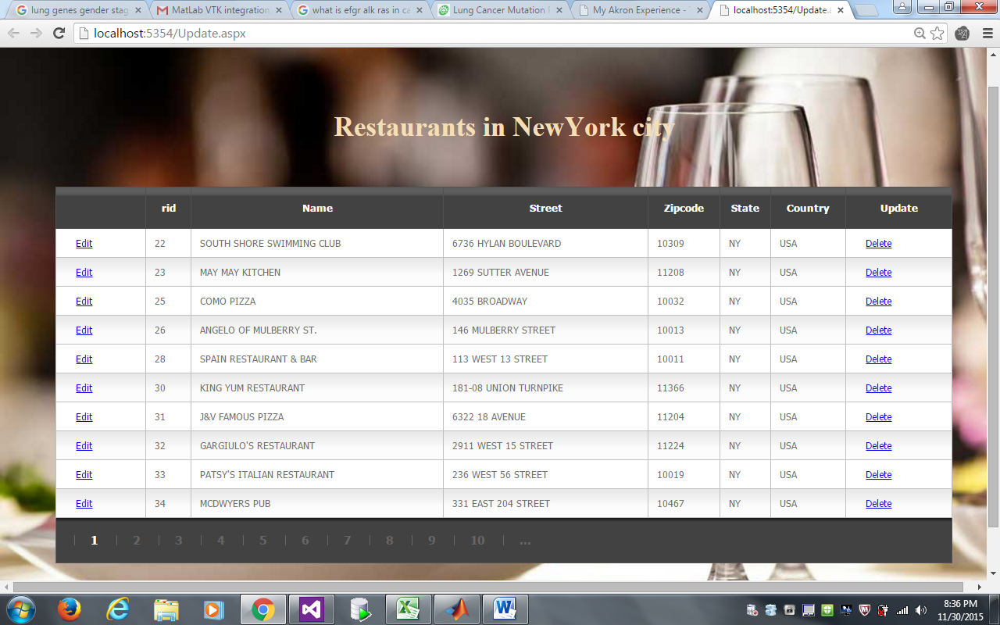 lung genes gender stag
MatLab VTK integration
what is efgr alk ras in ca
Lung Cancer Mutation
My Akron Experience -
localhost:5354/Update.a
localhost:5354/Update.aspx
Restaurants in NewYork city
rid Name Street Zipcode State Country Update
Edit 22 SOUTH SHORE SWIMMING CLUB 6736 HYLAN BOULEVARD 10309 NY USA Delete
Edit 23 MAY MAY KITCHEN 1269 SUTTER AVENUE 11208 NY USA Delete
Edit 25 COMO PIZZA 4035 BROADWAY 10032 NY USA Delete
Edit 26 ANGELO OF MULBERRY ST. 146 MULBERRY STREET 10013 NY USA Delete
Edit 28 SPAIN RESTAURANT & BAR 113 WEST 13 STREET 10011 NY USA Delete
Edit 30 KING YUM RESTAURANT 181-08 UNION TURNPIKE 11366 NY USA Delete
Edit 31 J&V FAMOUS PIZZA 6322 18 AVENUE 11204 NY USA Delete
Edit 32 GARGIULO'S RESTAURANT 2911 WEST 15 STREET 11224 NY USA Delete
Edit 33 PATSY'S ITALIAN RESTAURANT 236 WEST 56 STREET 10019 NY USA Delete
Edit 34 MCDWYERS PUB 331 EAST 204 STREET 10467 NY USA Delete
1 2 3 4 5 6 7 8 9 10 ...
8:36 PM
11/30/2015